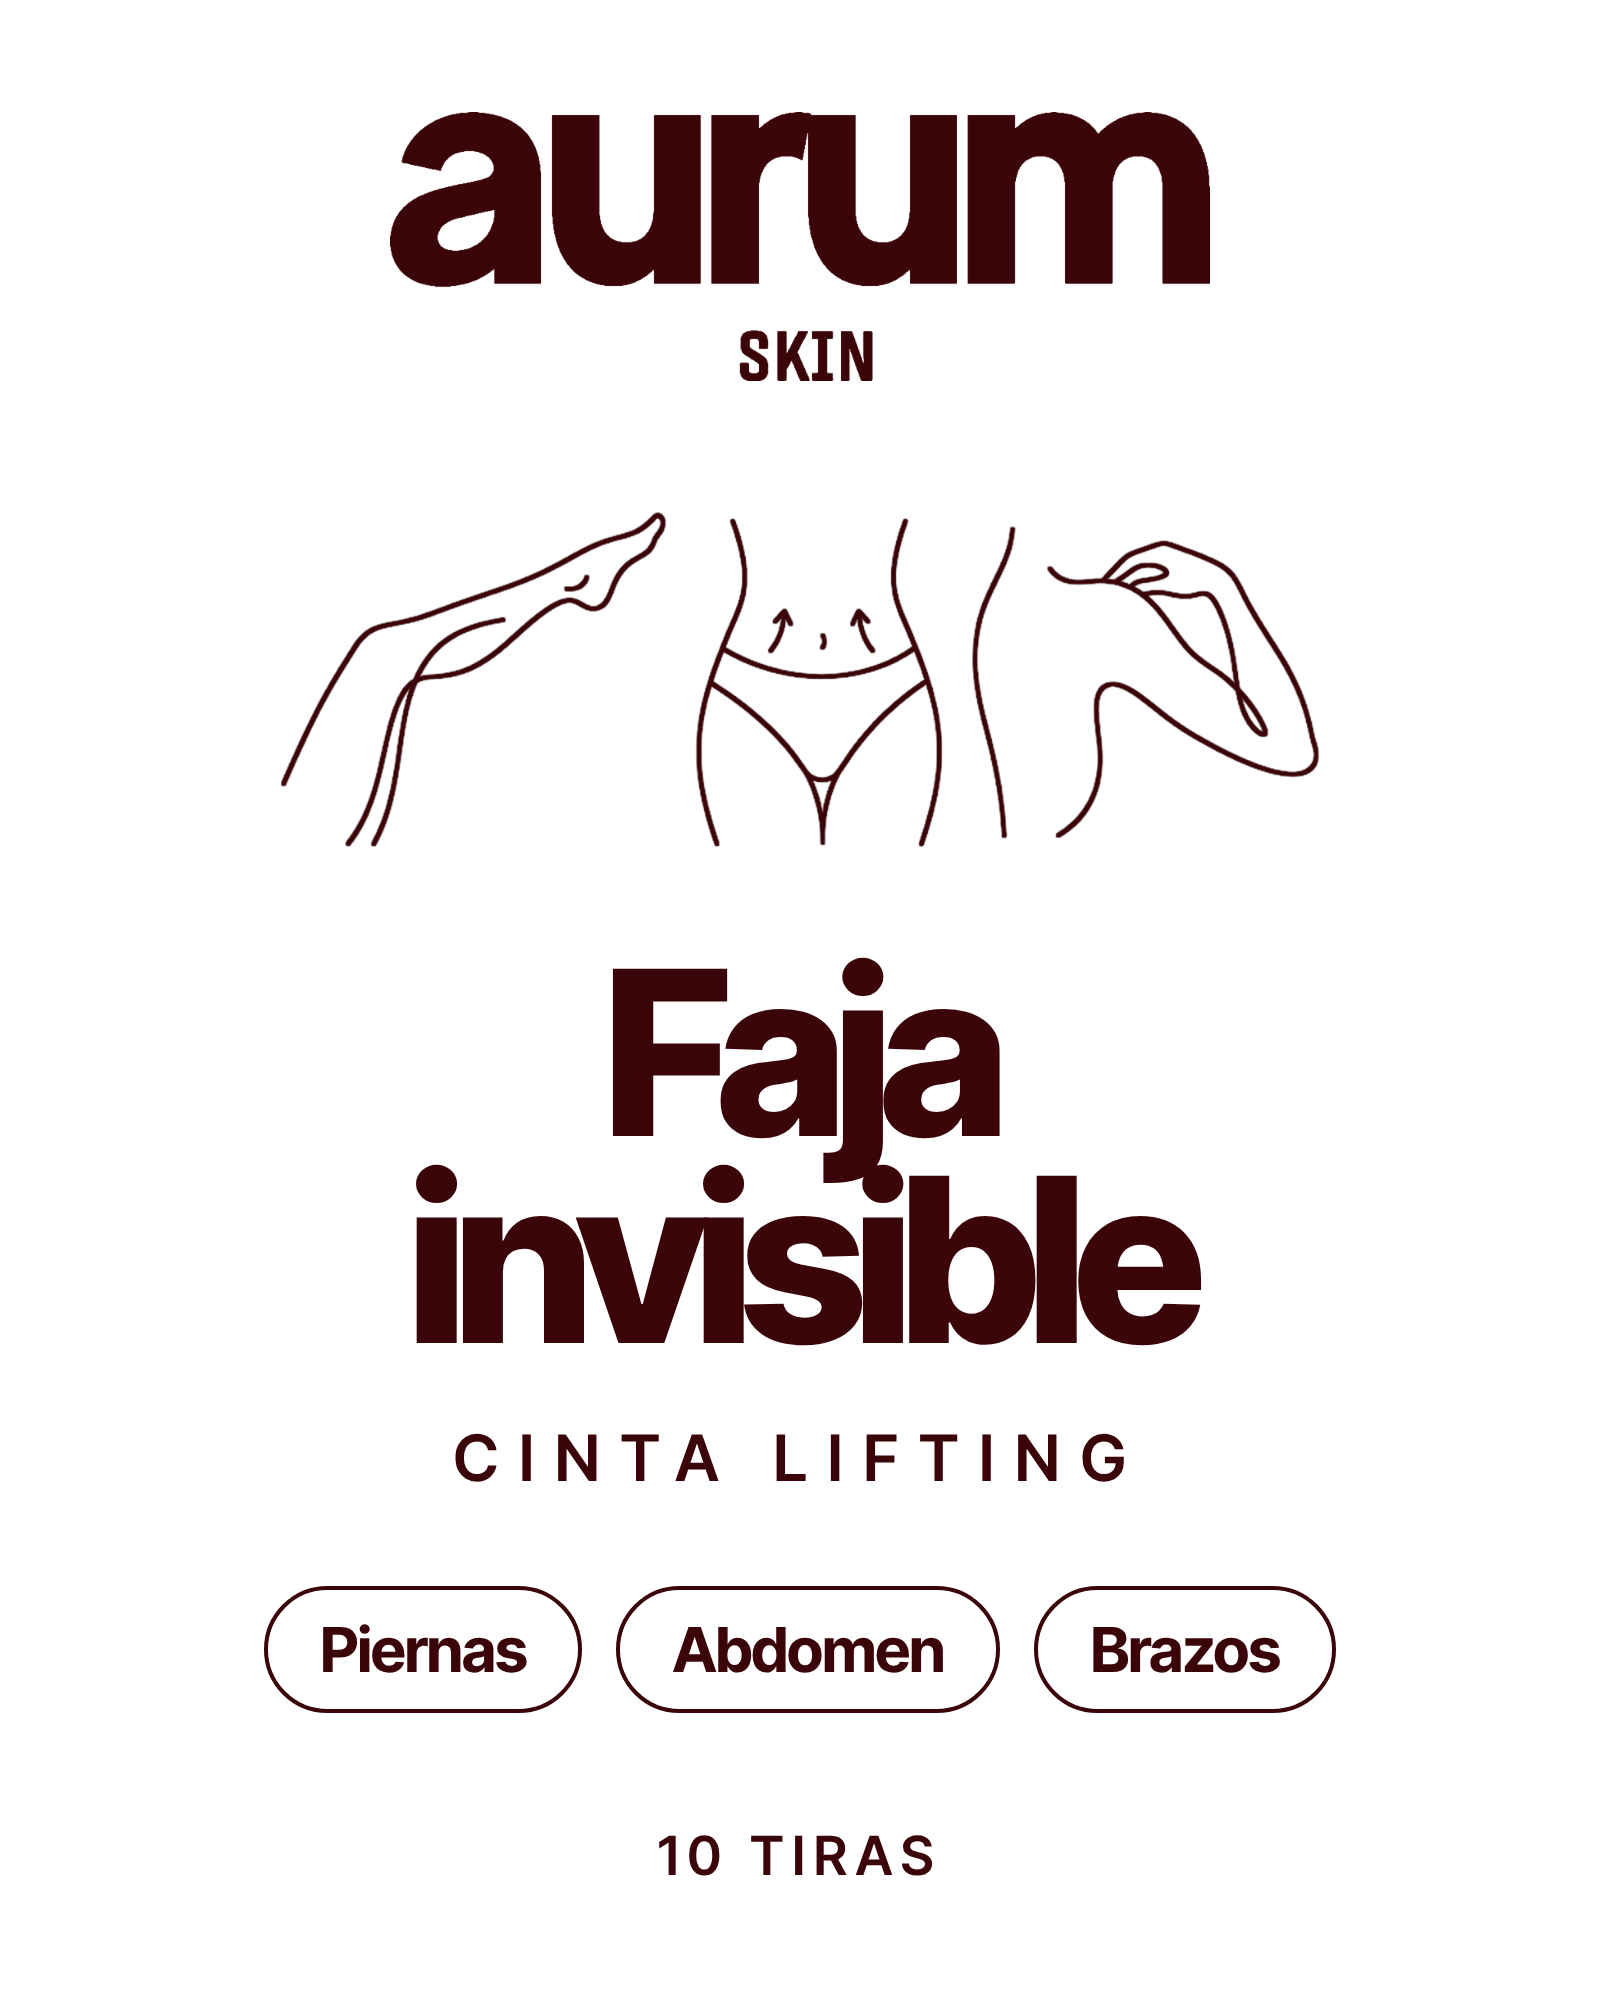 aurum
SKIN
Faja
invisible
CINTA LIFTING
Piernas
Abdomen
Brazos
10 TIRAS